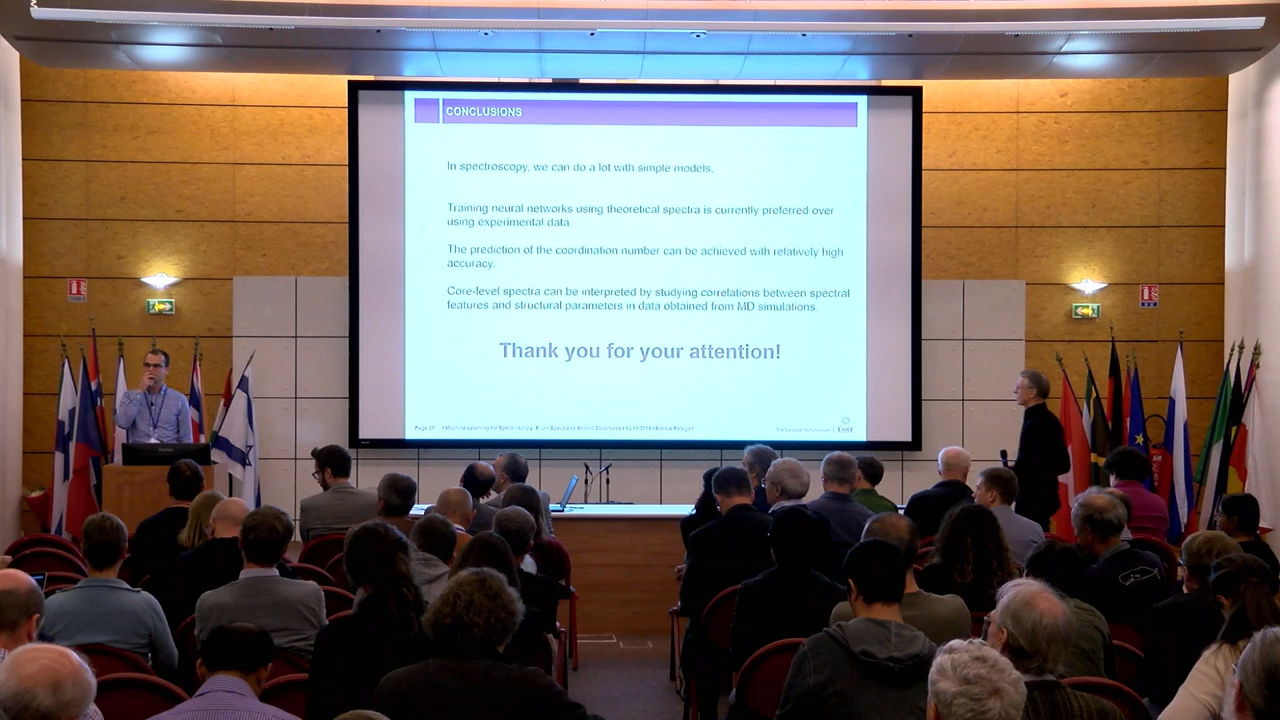 CONCLUSIONS
In spectroscopy, we can do a lot with simple models.
Training neural networks using theoretical spectra is currently preferred over
using experimental data.
The prediction of the coordination number can be achieved with relatively high
accuracy.
Core-level spectra can be interpreted by studying correlations between spectral
features and structural parameters in data obtained from MD simulations.
Thank you for your attention!
The European Synchrotron ESRF